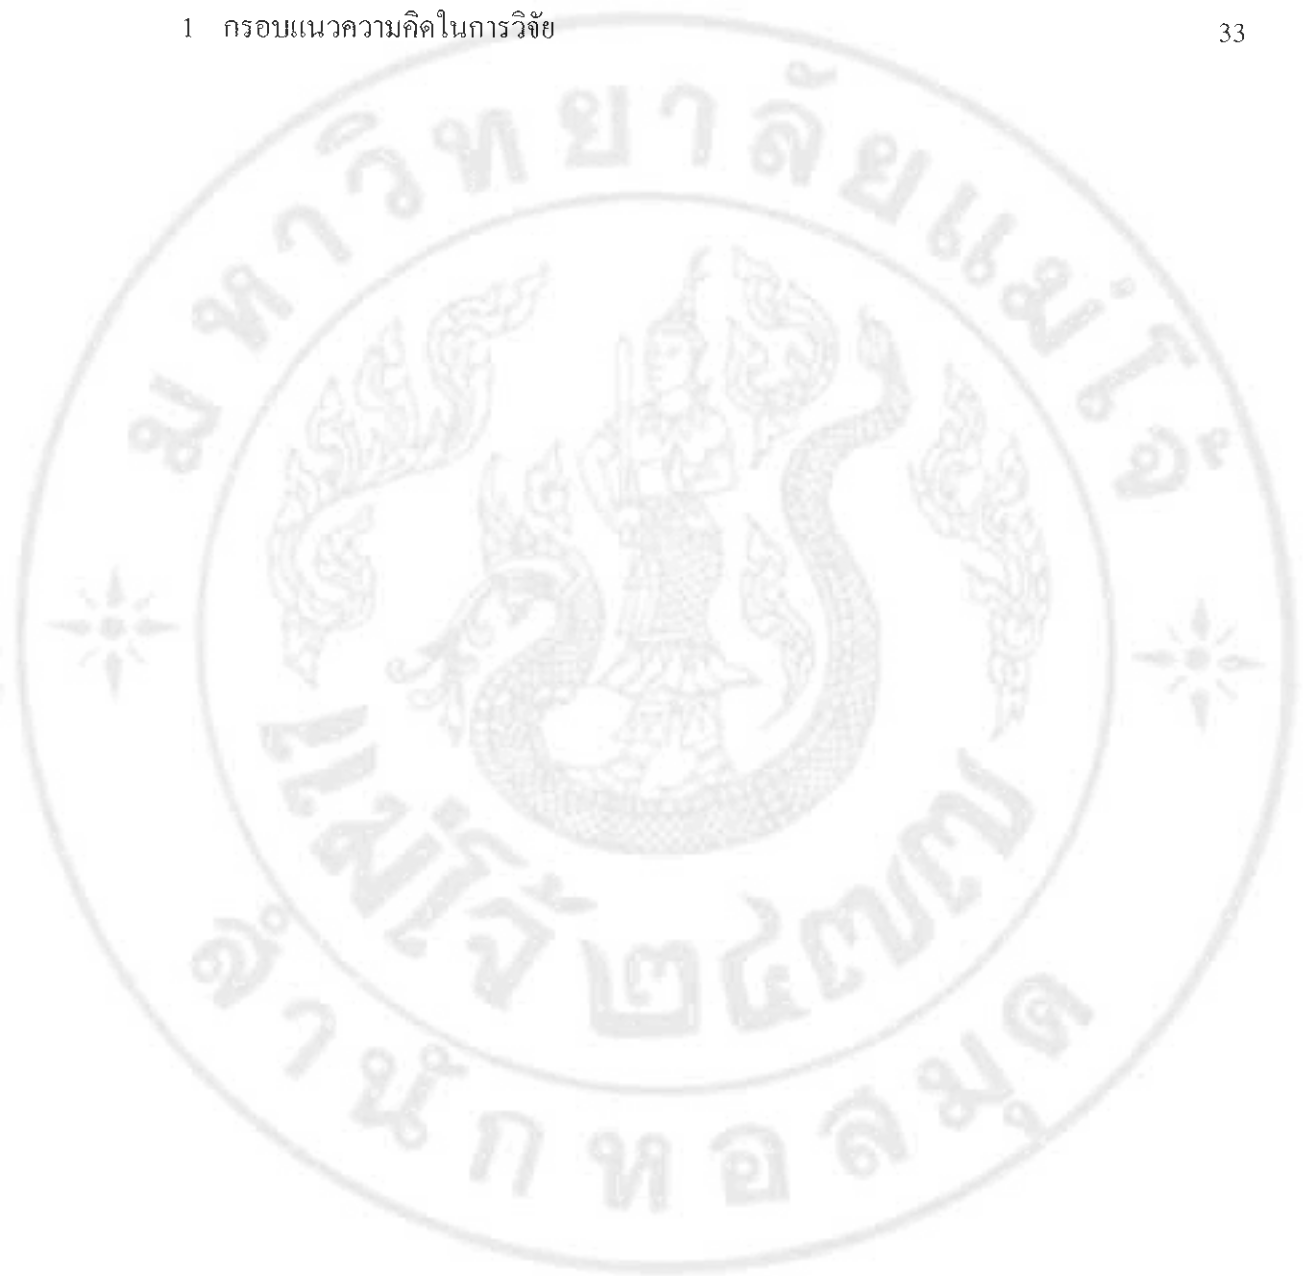 1 กรอบแนวความคิดในการวิจัย 33
มหาวิทยาลัยแม่โจ้
แม่โจ้ ๒๔๗๗
สำนักหอสมุด